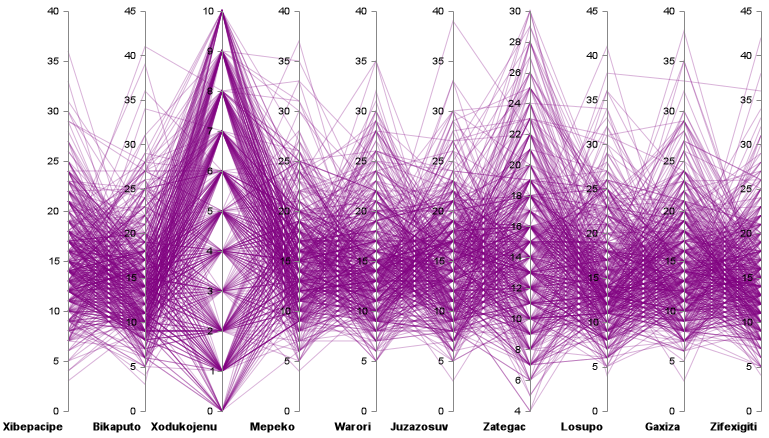 40 45 10 40 40 40 30 45 40 45
28
9
40 40 40
35 35 35 35 35
26
8
35 35 35
24
30 30 30 30 30
7
22
30 30 30
25 25 25 25 25
20
6
25 25 25
18
20 5 20 20 20 20
16
20 20 20
4
14
15 15 15 15 15
15 15 15
12
3
10 10 10 10 10
10
10 10 10
2
8
5 5 5 5 5
5 5 5
1
6
0 0 0 0 0 0 4 0 0 0
Xibepacipe Bikaputo Xodukojenu Mepeko Warori Juzazosuv Zategac Losupo Gaxiza Zifexigiti